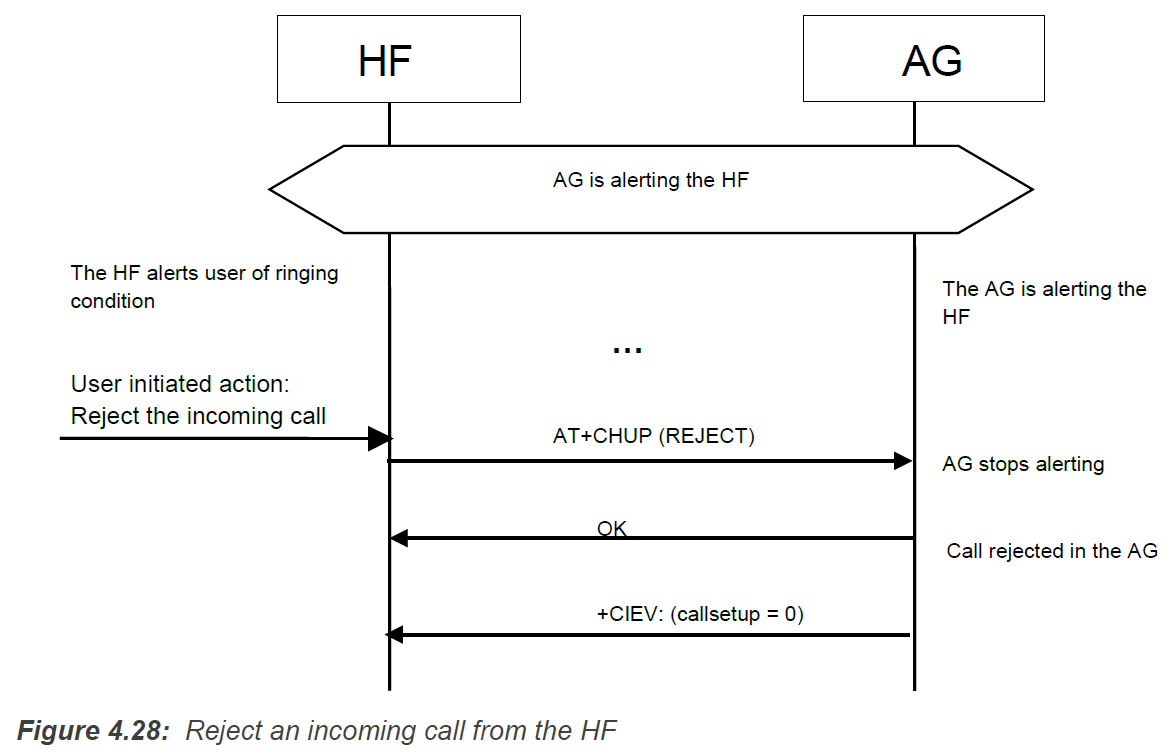 HF
AG
AG is alerting the HF
The HF alerts user of ringing
condition
The AG is alerting the
HF
...
User initiated action:
Reject the incoming call
AT+CHUP (REJECT)
AG stops alerting
OK
Call rejected in the AG
+CIEV: (callsetup = 0)
Figure 4.28: Reject an incoming call from the HF